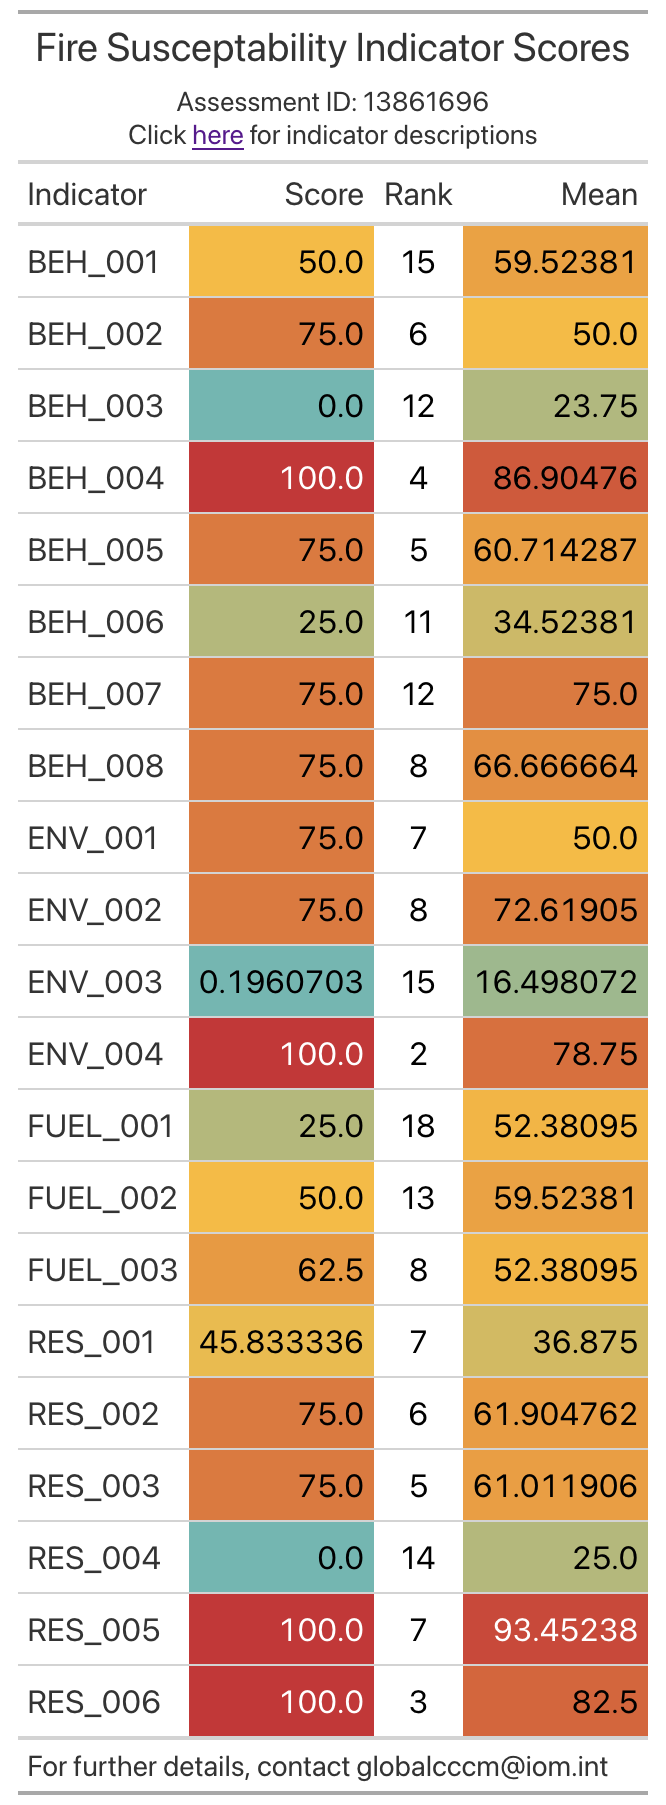 Fire Susceptability Indicator Scores
Assessment ID: 13861696
Click here for indicator descriptions
Indicator Score Rank Mean
BEH_001 50.0 15 59.52381
BEH_002 75.0 6 50.0
BEH_003 0.0 12 23.75
BEH_004 100.0 4 86.90476
BEH_005 75.0 5 60.714287
BEH_006 25.0 11 34.52381
BEH_007 75.0 12 75.0
BEH_008 75.0 8 66.666664
ENV_001 75.0 7 50.0
ENV_002 75.0 8 72.61905
ENV_003 0.1960703 15 16.498072
ENV_004 100.0 2 78.75
FUEL_001 25.0 18 52.38095
FUEL_002 50.0 13 59.52381
FUEL_003 62.5 8 52.38095
RES_001 45.833336 7 36.875
RES_002 75.0 6 61.904762
RES_003 75.0 5 61.011906
RES_004 0.0 14 25.0
RES_005 100.0 7 93.45238
RES_006 100.0 3 82.5
For further details, contact globalcccm@iom.int